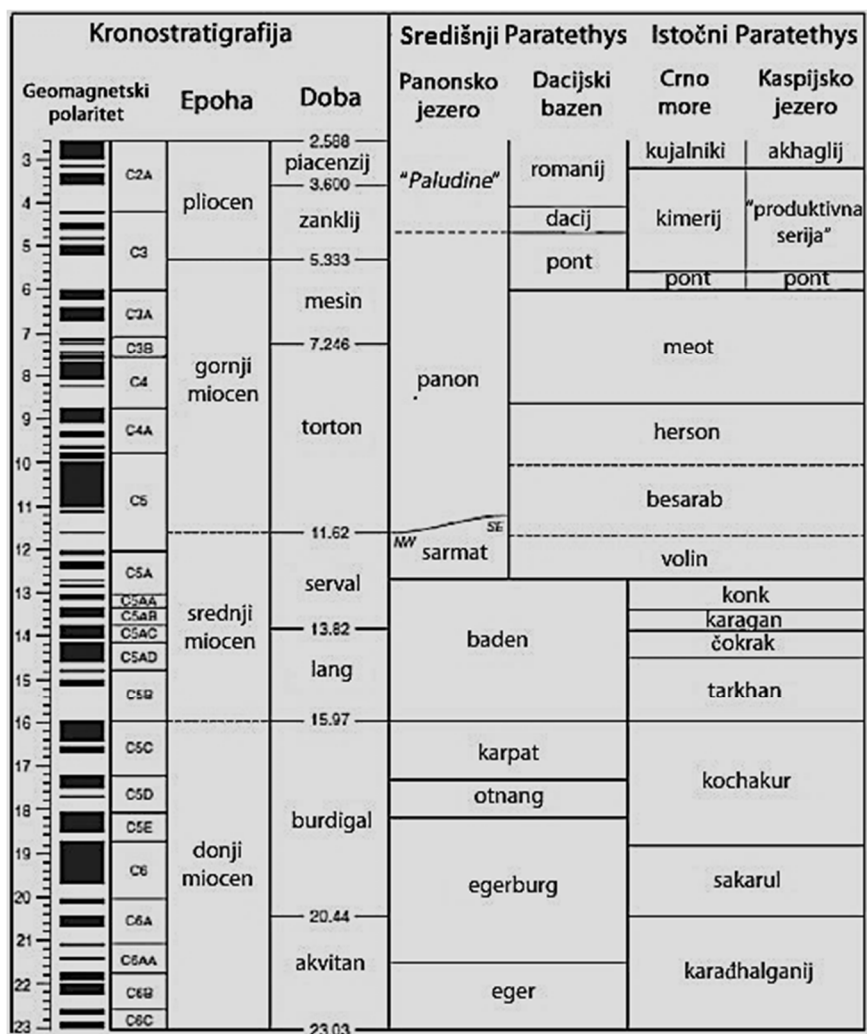 Kronostratigrafija
Središnji Paratethys
Istočni Paratethys
Geomagnetski
polaritet
Epoha
Doba
Panonsko
jezero
Dacijski
bazen
Crno
more
Kaspijsko
jezero
3
4
5
6
7
8
9
10
11
12
13
14
15
16
17
18
19
20
21
22
23
C2A
C3
C3A
C3B
C4
C4A
C5
C5A
C5AA
C5AB
C5AC
C5AD
C5B
C5C
C5D
C5E
C6
C6A
C6AA
C6B
C6C
pliocen
gornji
miocen
srednji
miocen
donji
miocen
2.588
piacenzij
3.600
zanklij
5.933
mesin
7.246
torton
11.62
serval
13.82
lang
15.97
burdigal
20.44
akvitan
23.03
"Paludine"
panon
NW
SE
sarmat
romanij
dacij
pont
kujalniki
kimerij
pont
akhaglij
"produktivna
serija"
pont
meot
herson
besarab
volin
baden
karpat
otnang
egerburg
eger
konk
karagan
čokrak
tarkhan
kochakur
sakarul
karađhalganij